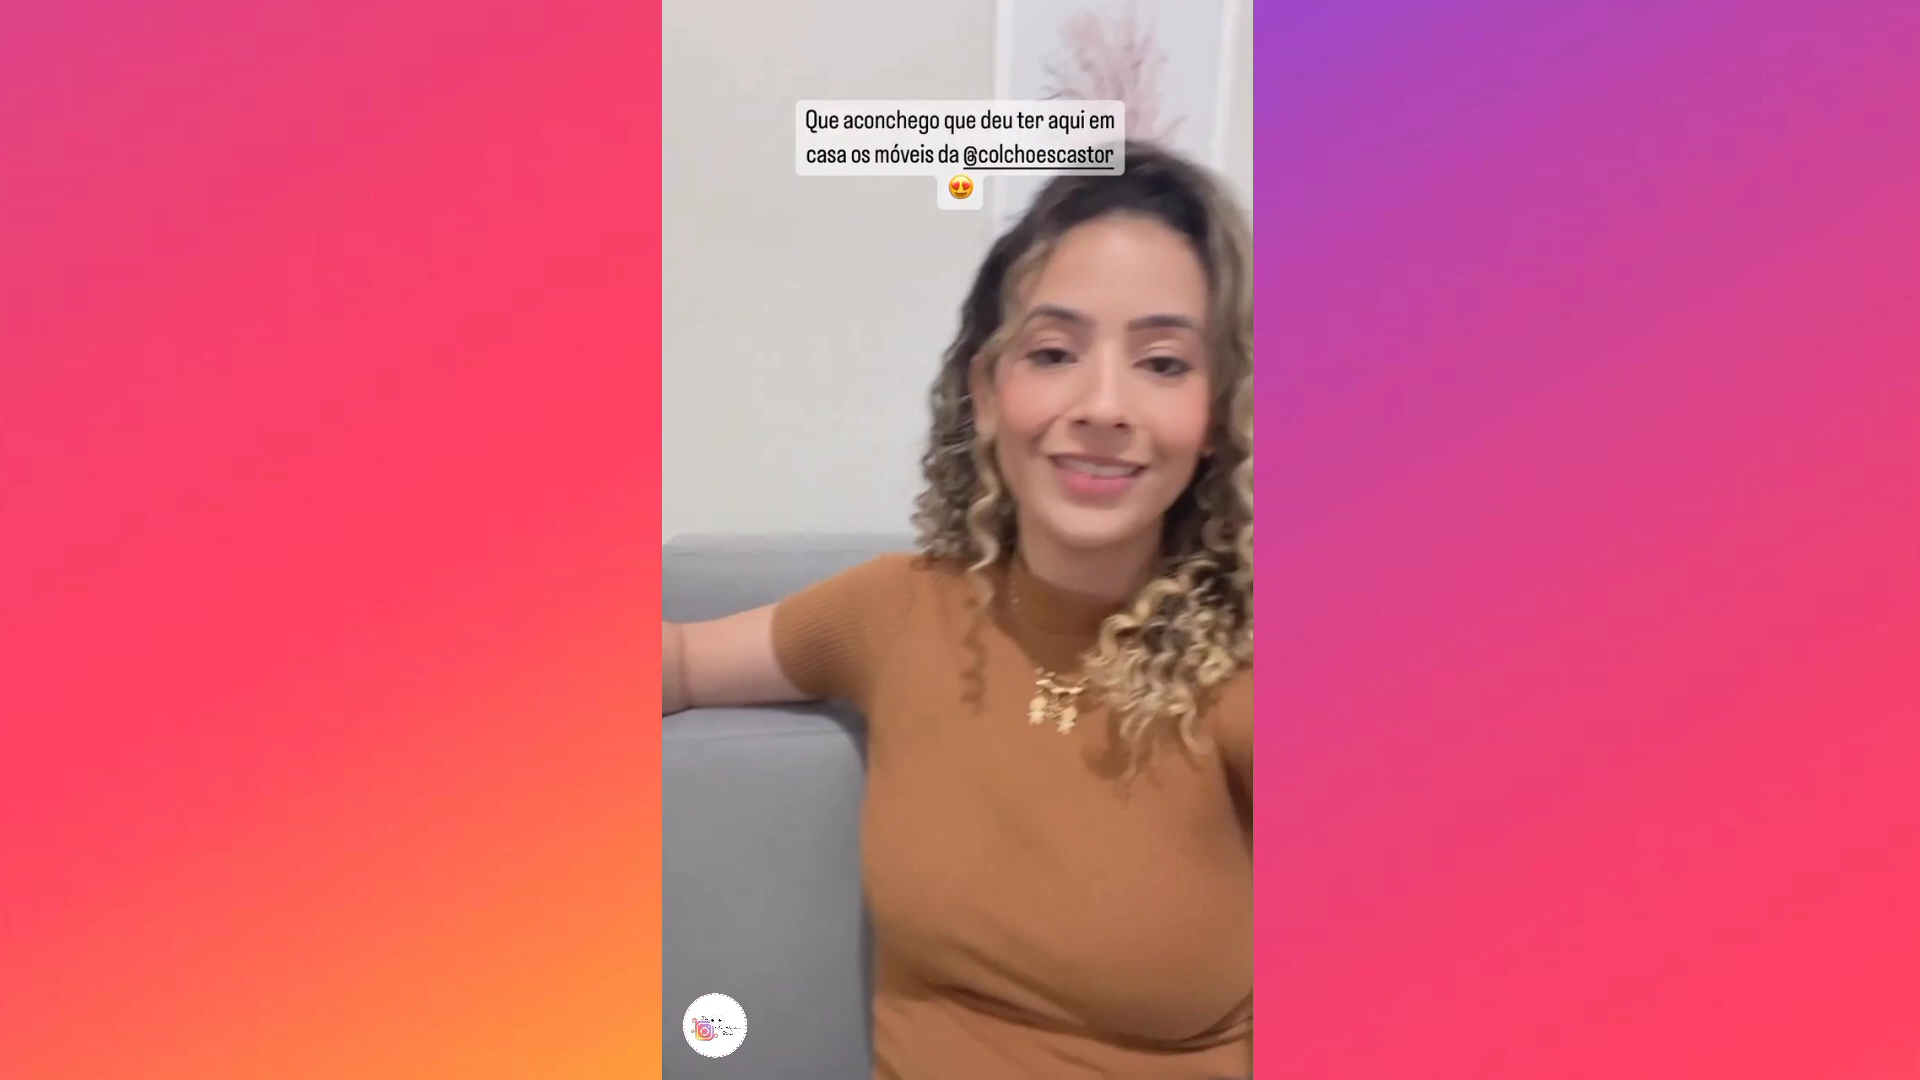 Que aconchego que deu ter aqui em
casa os móveis da @colchoescastor
😍